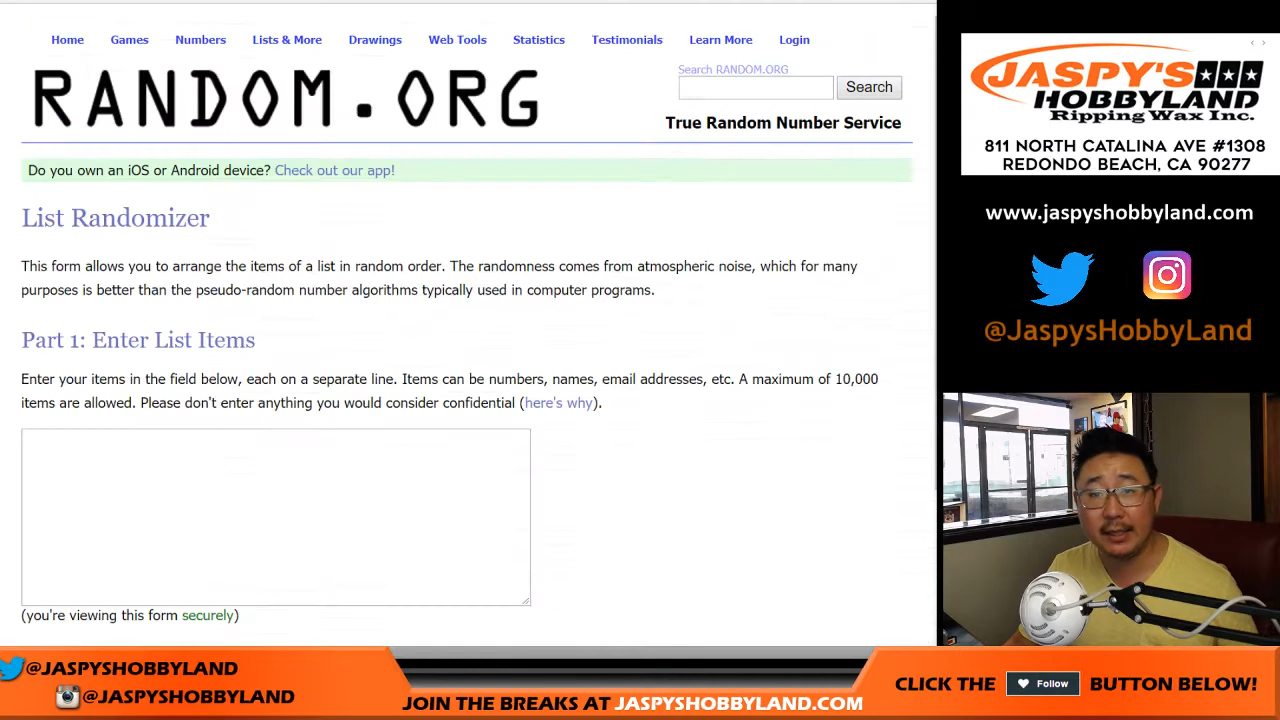 Home Games Numbers Lists & More Drawings Web Tools Statistics Testimonials Learn More Login
RANDOM.ORG
Search RANDOM.ORG
Search
True Random Number Service
Do you own an iOS or Android device? Check out our app!
List Randomizer
This form allows you to arrange the items of a list in random order. The randomness comes from atmospheric noise, which for many
purposes is better than the pseudo-random number algorithms typically used in computer programs.
Part 1: Enter List Items
Enter your items in the field below, each on a separate line. Items can be numbers, names, email addresses, etc. A maximum of 10,000
items are allowed. Please don't enter anything you would consider confidential (here's why).
(you're viewing this form securely)
JASPY'S
HOBBYLAND
Ripping Wax Inc.
811 NORTH CATALINA AVE #1308
REDONDO BEACH, CA 90277
www.jaspyshobbyland.com
@JaspysHobbyLand
@JASPYSHOBBYLAND
@JASPYSHOBBYLAND
JOIN THE BREAKS AT JASPYSHOBBYLAND.COM
CLICK THE Follow BUTTON BELOW!